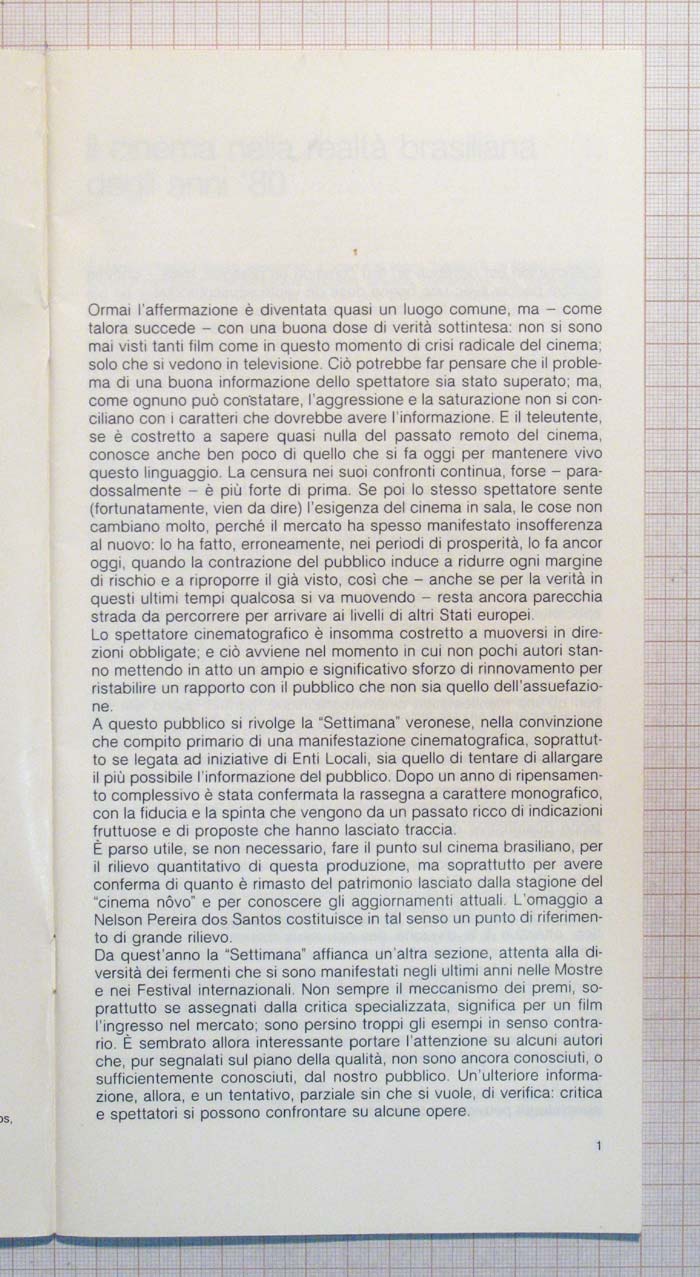 Il cinema nella realtà brasiliana
degli anni '80
Ormai l'affermazione è diventata quasi un luogo comune, ma – come
talora succede – con una buona dose di verità sottintesa: non si sono
mai visti tanti film come in questo momento di crisi radicale del cinema;
solo che si vedono in televisione. Ciò potrebbe far pensare che il proble-
ma di una buona informazione dello spettatore sia stato superato; ma,
come ognuno può constatare, l'aggressione e la saturazione non si con-
ciliano con i caratteri che dovrebbe avere l'informazione. E il teleutente,
se è costretto a sapere quasi nulla del passato remoto del cinema,
conosce anche ben poco di quello che si fa oggi per mantenere vivo
questo linguaggio. La censura nei suoi confronti continua, forse – para-
dossalmente – è più forte di prima. Se poi lo stesso spettatore sente
(fortunatamente, vien da dire) l'esigenza del cinema in sala, le cose non
cambiano molto, perché il mercato ha spesso manifestato insofferenza
al nuovo: lo ha fatto, erroneamente, nei periodi di prosperità, lo fa ancor
oggi, quando la contrazione del pubblico induce a ridurre ogni margine
di rischio e a riproporre il già visto, così che – anche se per la verità in
questi ultimi tempi qualcosa si va muovendo – resta ancora parecchia
strada da percorrere per arrivare ai livelli di altri Stati europei.
Lo spettatore cinematografico è insomma costretto a muoversi in dire-
zioni obbligate; e ciò avviene nel momento in cui non pochi autori stan-
no mettendo in atto un ampio e significativo sforzo di rinnovamento per
ristabilire un rapporto con il pubblico che non sia quello dell'assuefazio-
ne.
A questo pubblico si rivolge la "Settimana" veronese, nella convinzione
che compito primario di una manifestazione cinematografica, soprattut-
to se legata ad iniziative di Enti Locali, sia quello di tentare di allargare
il più possibile l'informazione del pubblico. Dopo un anno di ripensamen-
to complessivo è stata confermata la rassegna a carattere monografico,
con la fiducia e la spinta che vengono da un passato ricco di indicazioni
fruttuose e di proposte che hanno lasciato traccia.
È parso utile, se non necessario, fare il punto sul cinema brasiliano, per
il rilievo quantitativo di questa produzione, ma soprattutto per avere
conferma di quanto è rimasto del patrimonio lasciato dalla stagione del
"cinema nôvo" e per conoscere gli aggiornamenti attuali. L'omaggio a
Nelson Pereira dos Santos costituisce in tal senso un punto di riferimen-
to di grande rilievo.
Da quest'anno la "Settimana" affianca un'altra sezione, attenta alla di-
versità dei fermenti che si sono manifestati negli ultimi anni nelle Mostre
e nei Festival internazionali. Non sempre il meccanismo dei premi, so-
prattutto se assegnati dalla critica specializzata, significa per un film
l'ingresso nel mercato; sono persino troppi gli esempi in senso contra-
rio. È sembrato allora interessante portare l'attenzione su alcuni autori
che, pur segnalati sul piano della qualità, non sono ancora conosciuti, o
sufficientemente conosciuti, dal nostro pubblico. Un'ulteriore informa-
zione, allora, e un tentativo, parziale sin che si vuole, di verifica: critica
e spettatori si possono confrontare su alcune opere.
os,
1